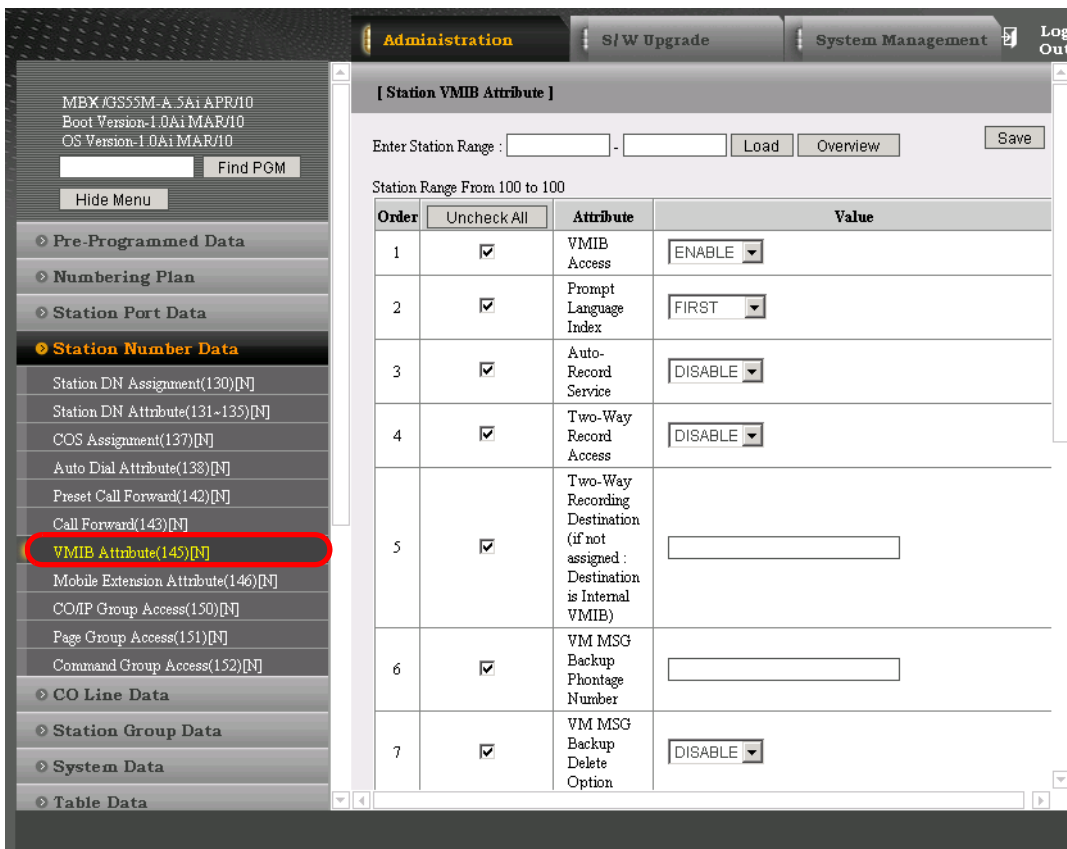 Administration
S/W Upgrade
System Management
Log
Out
MBX /GS55M-A.5Ai APR/10
Boot Version-1.0Ai MAR/10
OS Version-1.0Ai MAR/10
Find PGM
Hide Menu
Pre-Programmed Data
Numbering Plan
Station Port Data
Station Number Data
Station DN Assignment(130)[N]
Station DN Attribute(131~135)[N]
COS Assignment(137)[N]
Auto Dial Attribute(138)[N]
Preset Call Forward(142)[N]
Call Forward(143)[N]
VMIB Attribute(145)[N]
Mobile Extension Attribute(146)[N]
CO/IP Group Access(150)[N]
Page Group Access(151)[N]
Command Group Access(152)[N]
CO Line Data
Station Group Data
System Data
Table Data
[ Station VMIB Attribute ]
Enter Station Range : - Load Overview Save
Station Range From 100 to 100
Order Uncheck All Attribute Value
1 VMIB
Access ENABLE
2 Prompt
Language
Index FIRST
3 Auto-
Record
Service DISABLE
4 Two-Way
Record
Access DISABLE
5 Two-Way
Recording
Destination
(if not
assigned :
Destination
is Internal
VMIB)
6 VM MSG
Backup
Phontage
Number
7 VM MSG
Backup
Delete
Option DISABLE